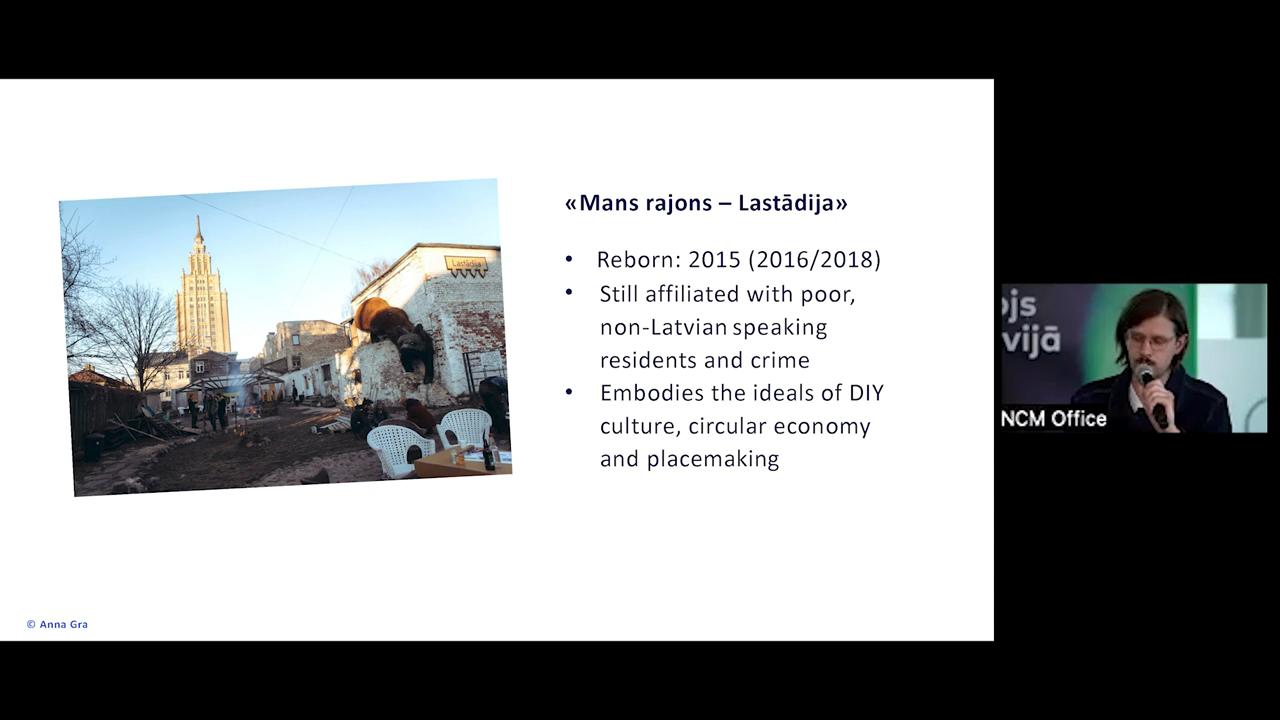 «Mans rajons – Lastādija»
• Reborn: 2015 (2016/2018)
• Still affiliated with poor,
non-Latvian speaking
residents and crime
• Embodies the ideals of DIY
culture, circular economy
and placemaking
Lastādija
© Anna Gra
ojs
vijā
NCM Office